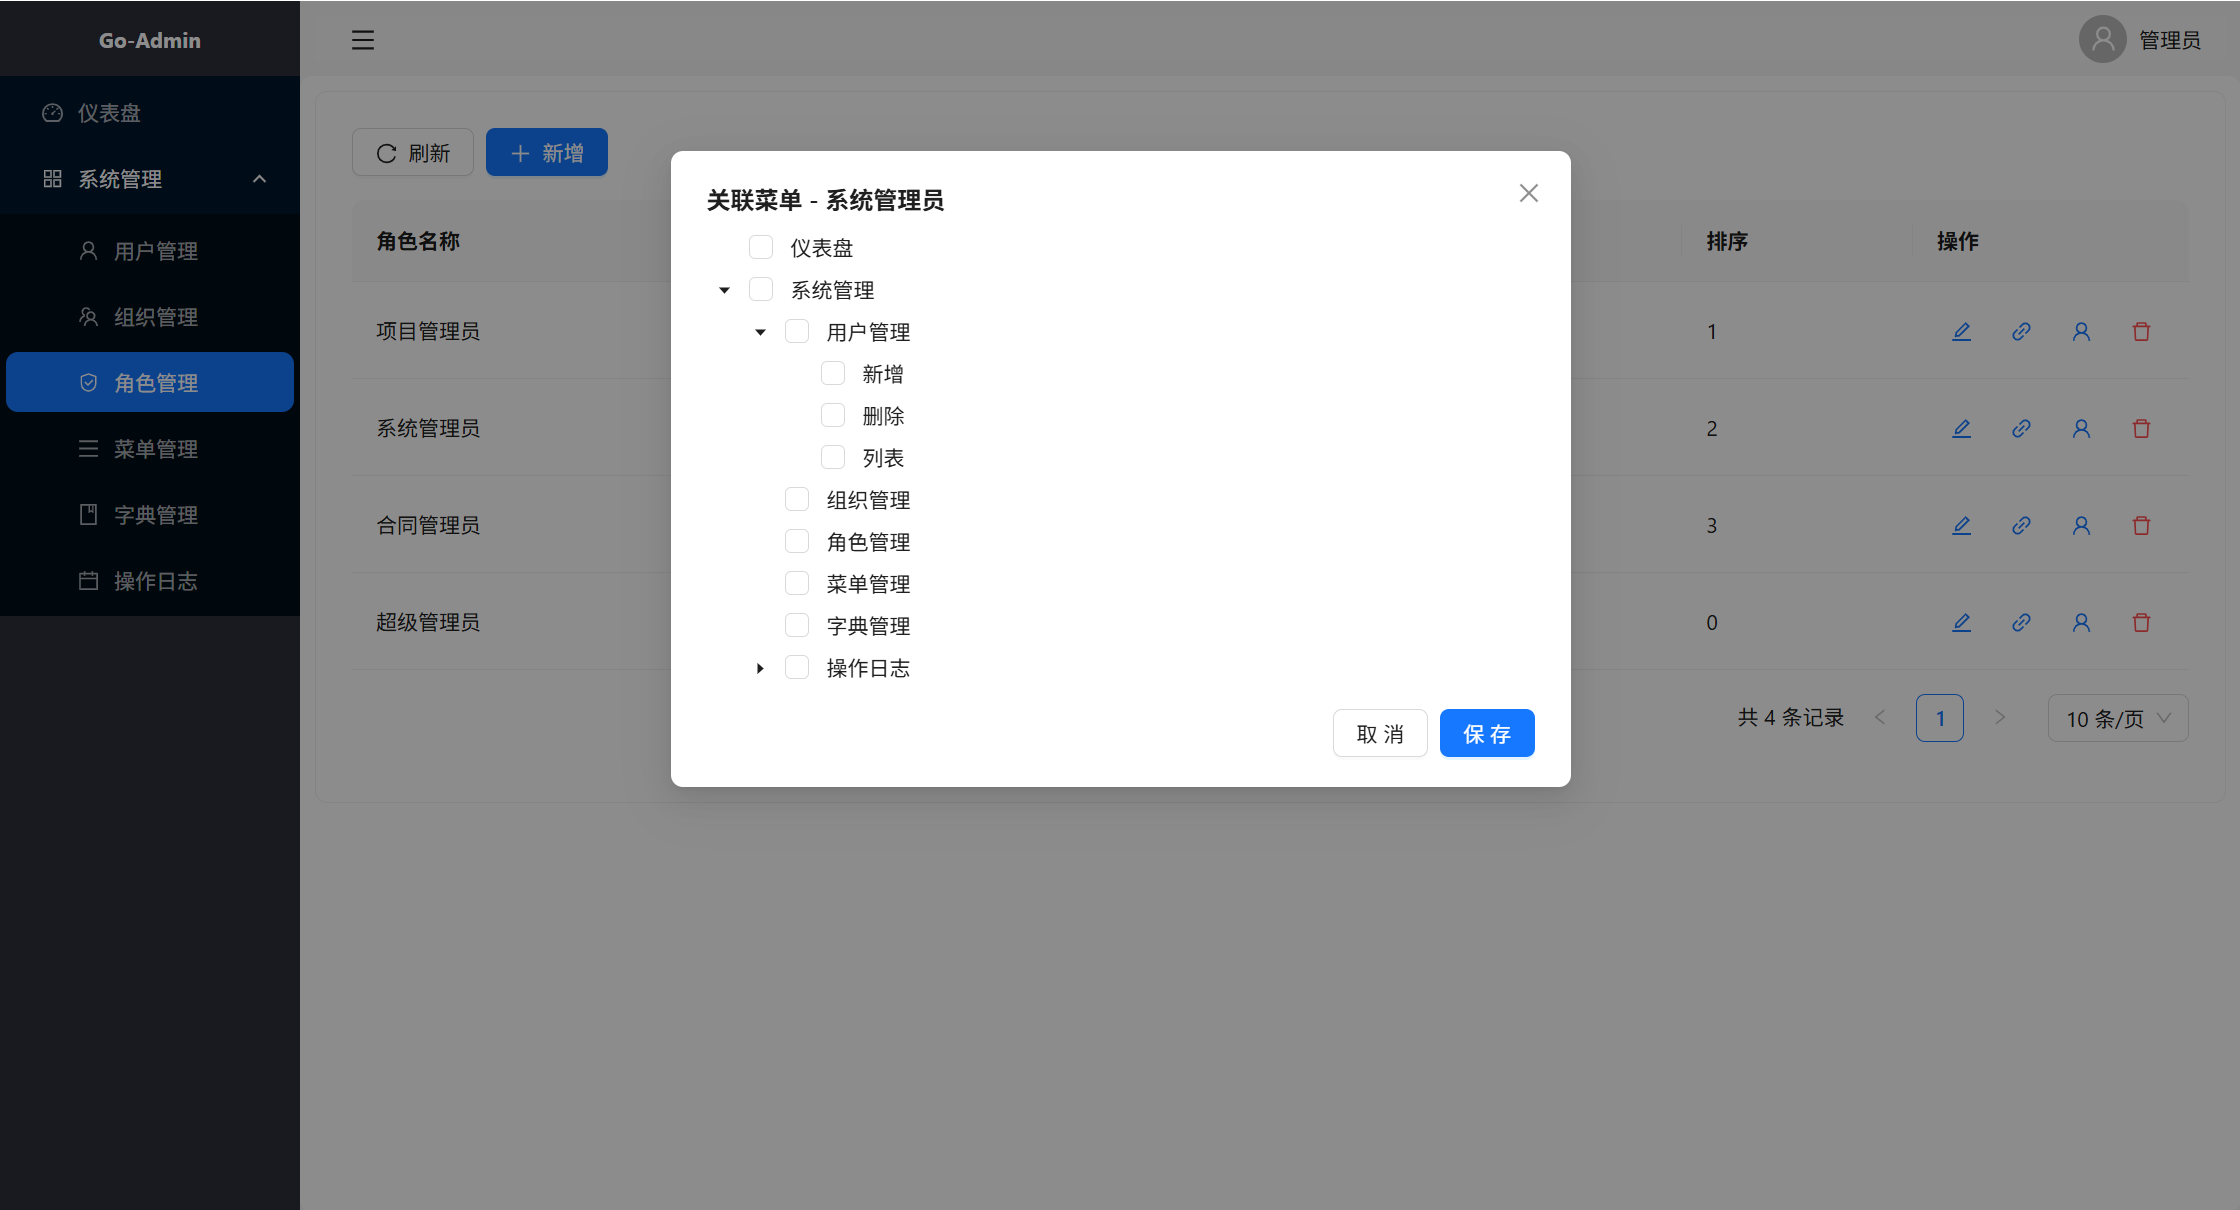 Go-Admin
管理员
仪表盘
系统管理
用户管理
组织管理
角色管理
菜单管理
字典管理
操作日志
刷新
新增
角色名称
排序
操作
项目管理员
1
系统管理员
2
合同管理员
3
超级管理员
0
共 4 条记录
1
10 条/页
关联菜单 - 系统管理员
仪表盘
系统管理
用户管理
新增
删除
列表
组织管理
角色管理
菜单管理
字典管理
操作日志
取 消
保 存